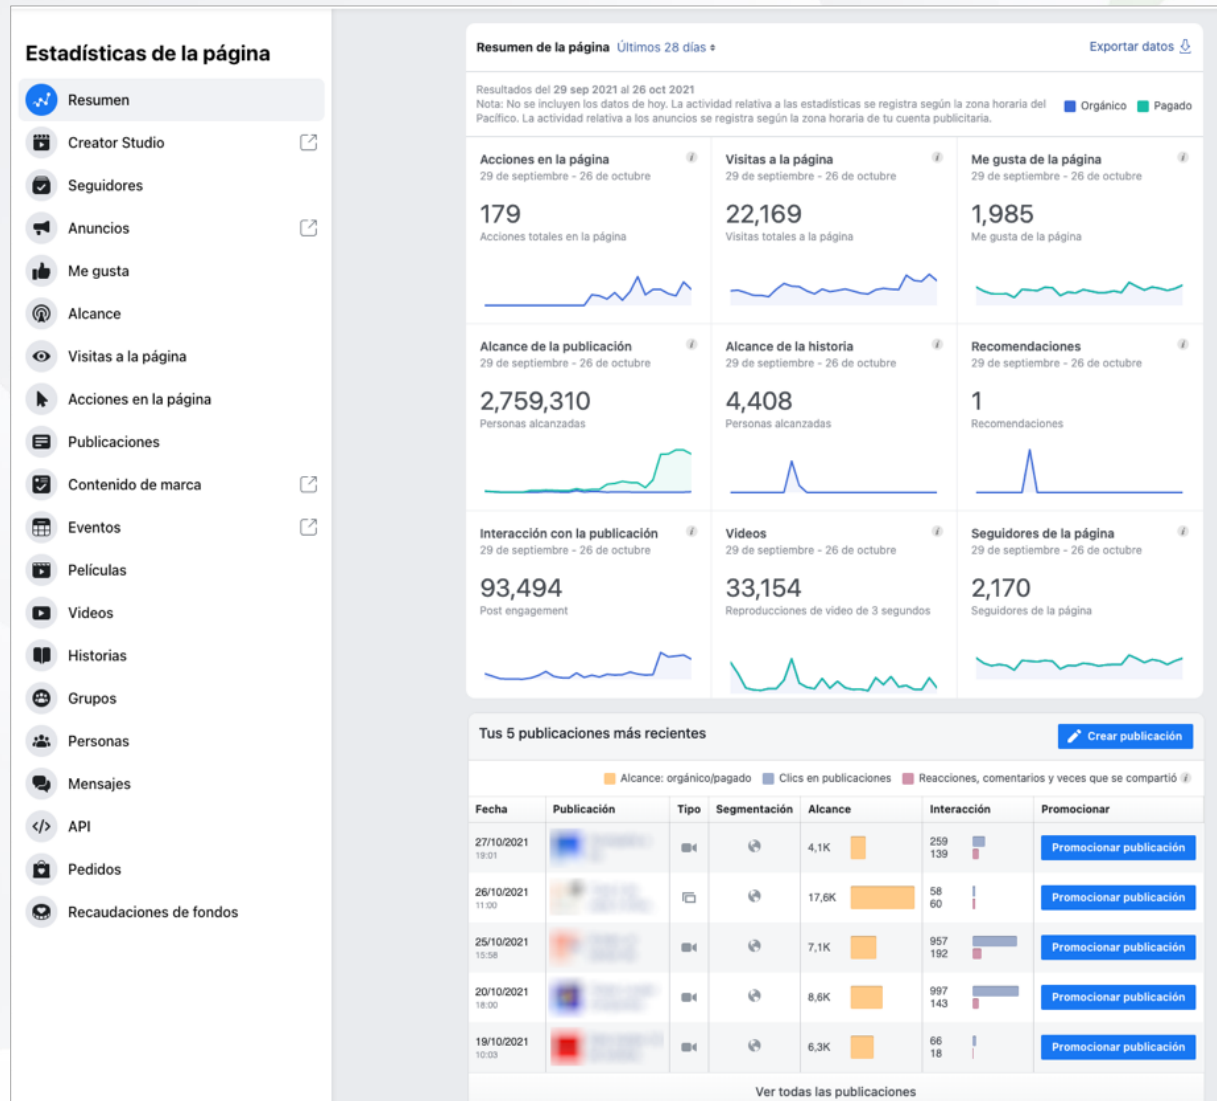 Estadísticas de la página
Resumen
Creator Studio
Seguidores
Anuncios
Me gusta
Alcance
Visitas a la página
Acciones en la página
Publicaciones
Contenido de marca
Eventos
Películas
Videos
Historias
Grupos
Personas
Mensajes
API
Pedidos
Recaudaciones de fondos
Resumen de la página Últimos 28 días
Exportar datos
Resultados del 29 sep 2021 al 26 oct 2021
Nota: No se incluyen los datos de hoy. La actividad relativa a las estadísticas se registra según la zona horaria del
Pacífico. La actividad relativa a los anuncios se registra según la zona horaria de tu cuenta publicitaria.
Orgánico Pagado
Acciones en la página
29 de septiembre - 26 de octubre
179
Acciones totales en la página
Visitas a la página
29 de septiembre - 26 de octubre
22,169
Visitas totales a la página
Me gusta de la página
29 de septiembre - 26 de octubre
1,985
Me gusta de la página
Alcance de la publicación
29 de septiembre - 26 de octubre
2,759,310
Personas alcanzadas
Alcance de la historia
29 de septiembre - 26 de octubre
4,408
Personas alcanzadas
Recomendaciones
29 de septiembre - 26 de octubre
1
Recomendaciones
Interacción con la publicación
29 de septiembre - 26 de octubre
93,494
Post engagement
Videos
29 de septiembre - 26 de octubre
33,154
Reproducciones de video de 3 segundos
Seguidores de la página
29 de septiembre - 26 de octubre
2,170
Seguidores de la página
Tus 5 publicaciones más recientes
Crear publicación
Alcance: orgánico/pagado Clics en publicaciones Reacciones, comentarios y veces que se compartió
Fecha Publicación Tipo Segmentación Alcance Interacción Promocionar
27/10/2021
19:01
4,1K
259
139
Promocionar publicación
26/10/2021
11:00
17,6K
58
60
Promocionar publicación
25/10/2021
15:58
7,1K
957
192
Promocionar publicación
20/10/2021
18:00
8,6K
997
143
Promocionar publicación
19/10/2021
10:03
6,3K
66
18
Promocionar publicación
Ver todas las publicaciones